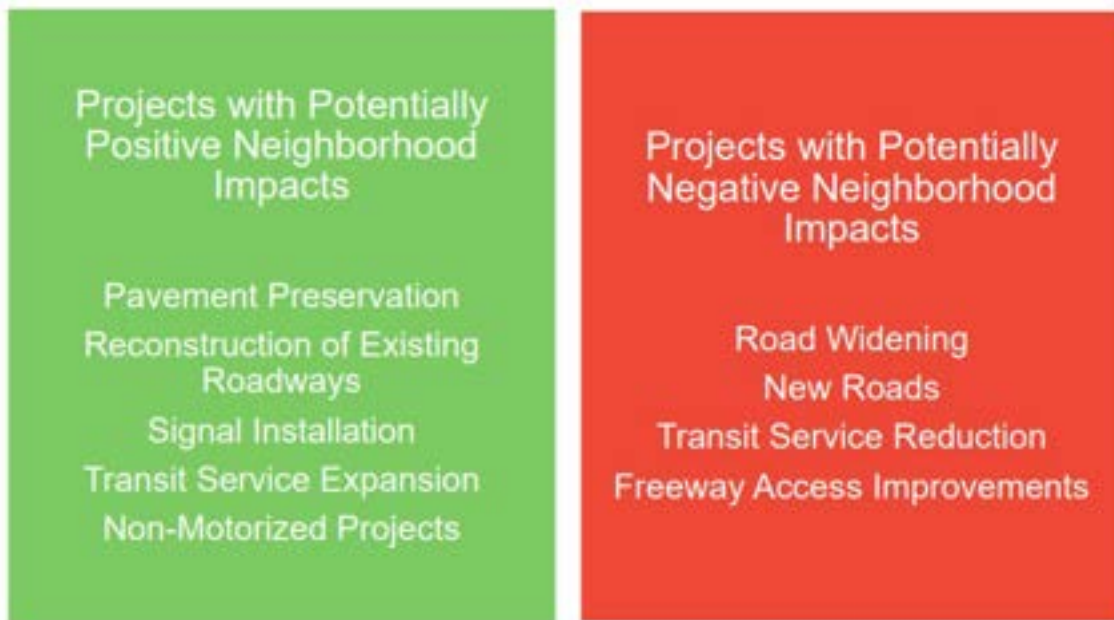 Projects with Potentially
Positive Neighborhood
Impacts
Pavement Preservation
Reconstruction of Existing
Roadways
Signal Installation
Transit Service Expansion
Non-Motorized Projects
Projects with Potentially
Negative Neighborhood
Impacts
Road Widening
New Roads
Transit Service Reduction
Freeway Access Improvements